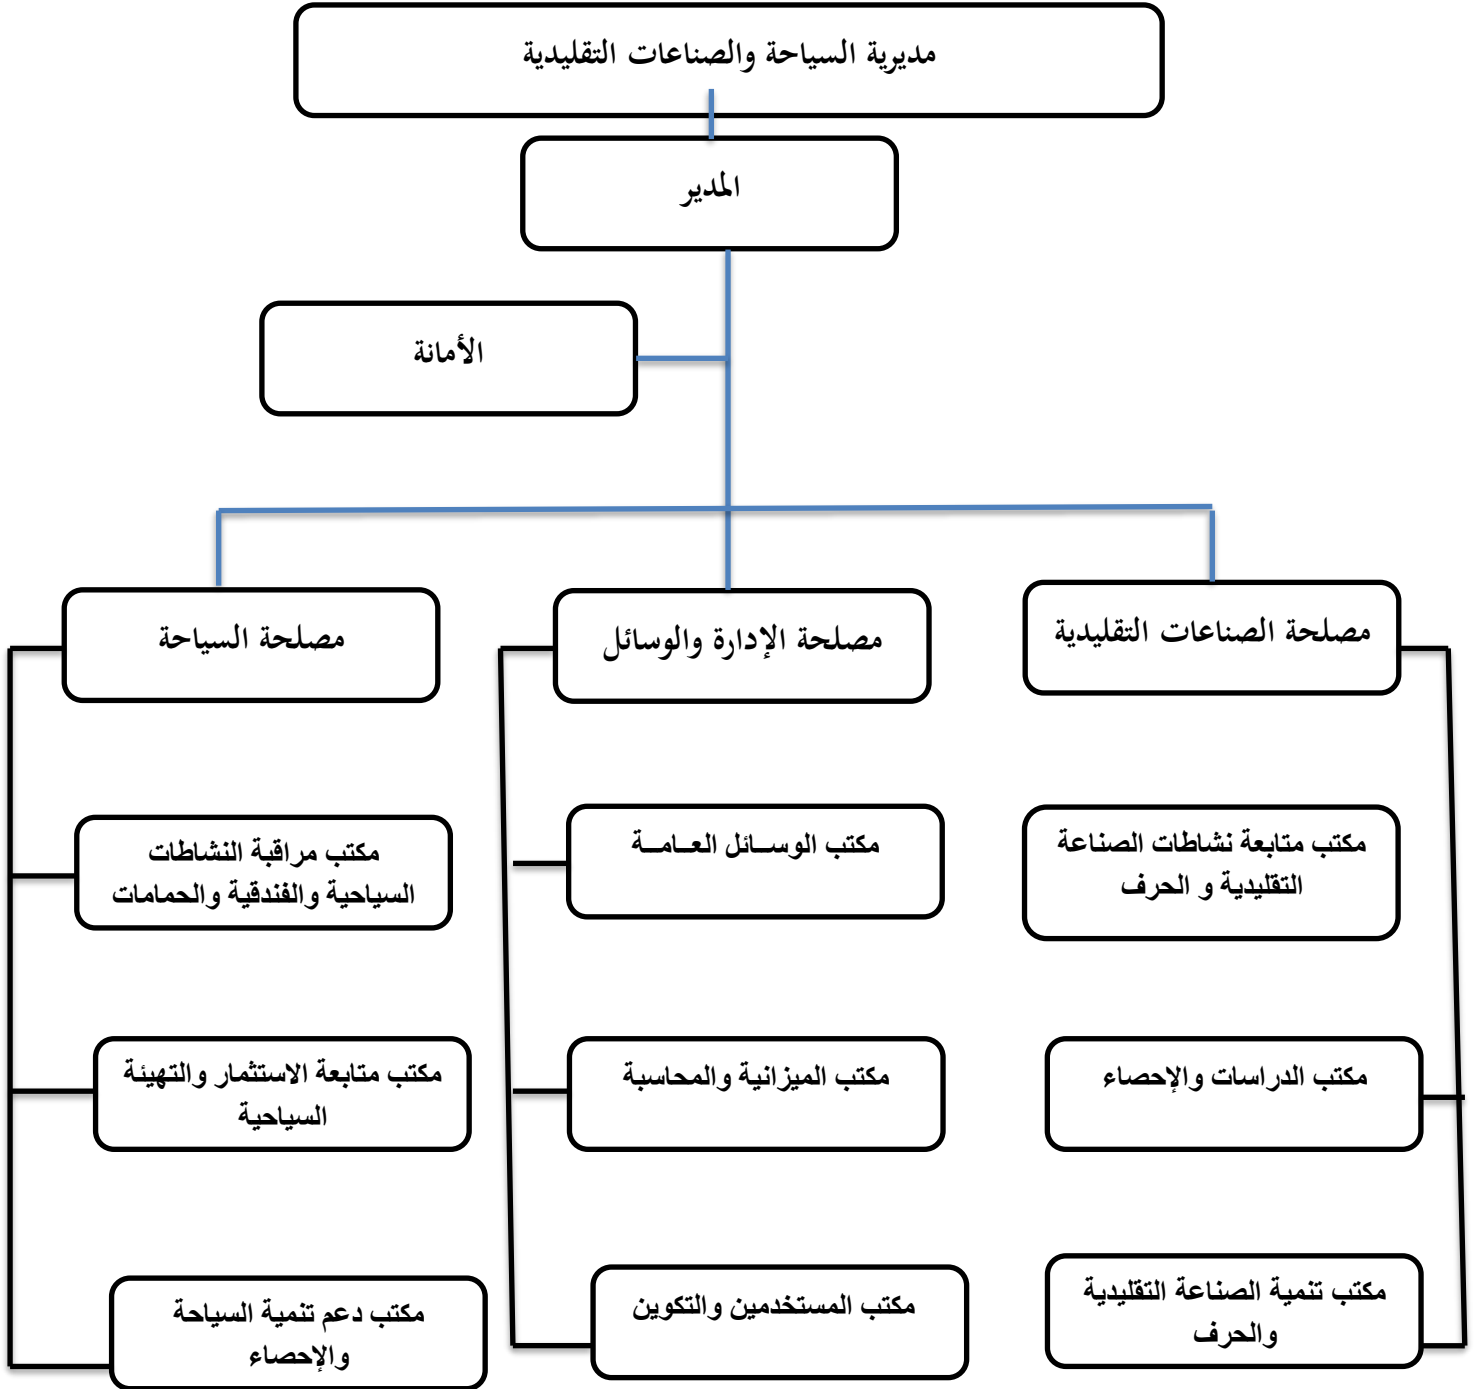 مديرية السياحة والصناعات التقليدية
المدير
الأمانة
مصلحة الصناعات التقليدية
مصلحة الإدارة والوسائل
مصلحة السياحة
مكتب متابعة نشاطات الصناعة
التقليدية و الحرف
مكتب الوســائل العــامــة
مكتب مراقبة النشاطات
السياحية والفندقية والحمامات
مكتب الدراسات والإحصاء
مكتب الميزانية والمحاسبة
مكتب متابعة الاستثمار والتهيئة
السياحية
مكتب تنمية الصناعة التقليدية
والحرف
مكتب المستخدمين والتكوين
مكتب دعم تنمية السياحة
والإحصاء